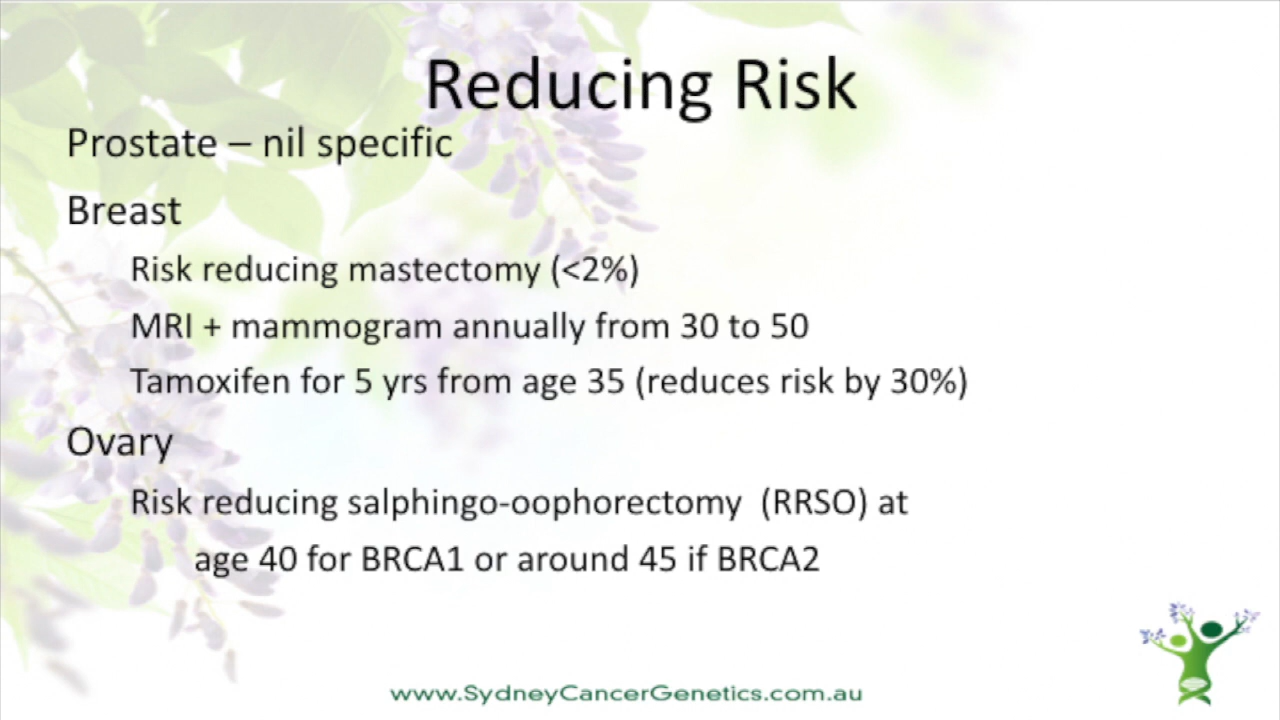 Reducing Risk
Prostate – nil specific
Breast
Risk reducing mastectomy (<2%)
MRI + mammogram annually from 30 to 50
Tamoxifen for 5 yrs from age 35 (reduces risk by 30%)
Ovary
Risk reducing salphingo-oophorectomy (RRSO) at
age 40 for BRCA1 or around 45 if BRCA2
www.SydneyCancerGenetics.com.au